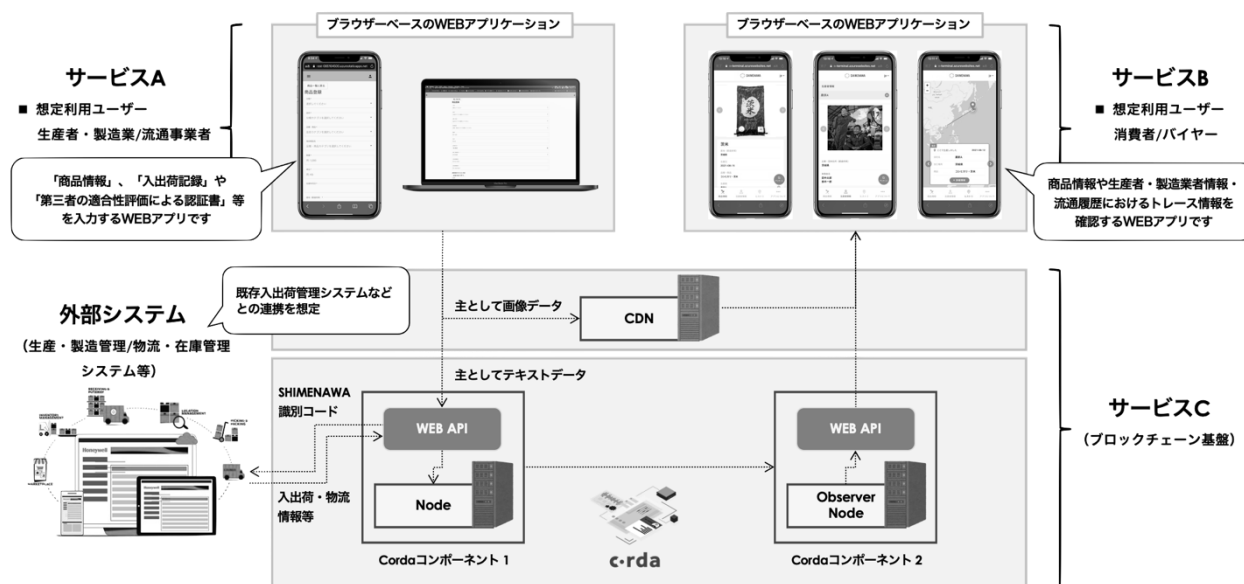 ブラウザーベースのWEBアプリケーション
ブラウザーベースのWEBアプリケーション
サービスA
■ 想定利用ユーザー
生産者・製造業/流通事業者
「商品情報」、「入出荷記録」や
「第三者の適合性評価による認証書」等
を入力するWEBアプリです
商品登録
サービスB
■ 想定利用ユーザー
消費者/バイヤー
商品情報や生産者・製造業者情報・
流通履歴におけるトレース情報を
確認するWEBアプリです
外部システム
(生産・製造管理/物流・在庫管理
システム等)
既存入出荷管理システムなど
との連携を想定
主として画像データ
CDN
主としてテキストデータ
SHIMENAWA
識別コード
入出荷・物流
情報等
WEB API
Node
Cordaコンポーネント 1
c·rda
WEB API
Observer
Node
Cordaコンポーネント 2
サービスC
(ブロックチェーン基盤)
Honeywell